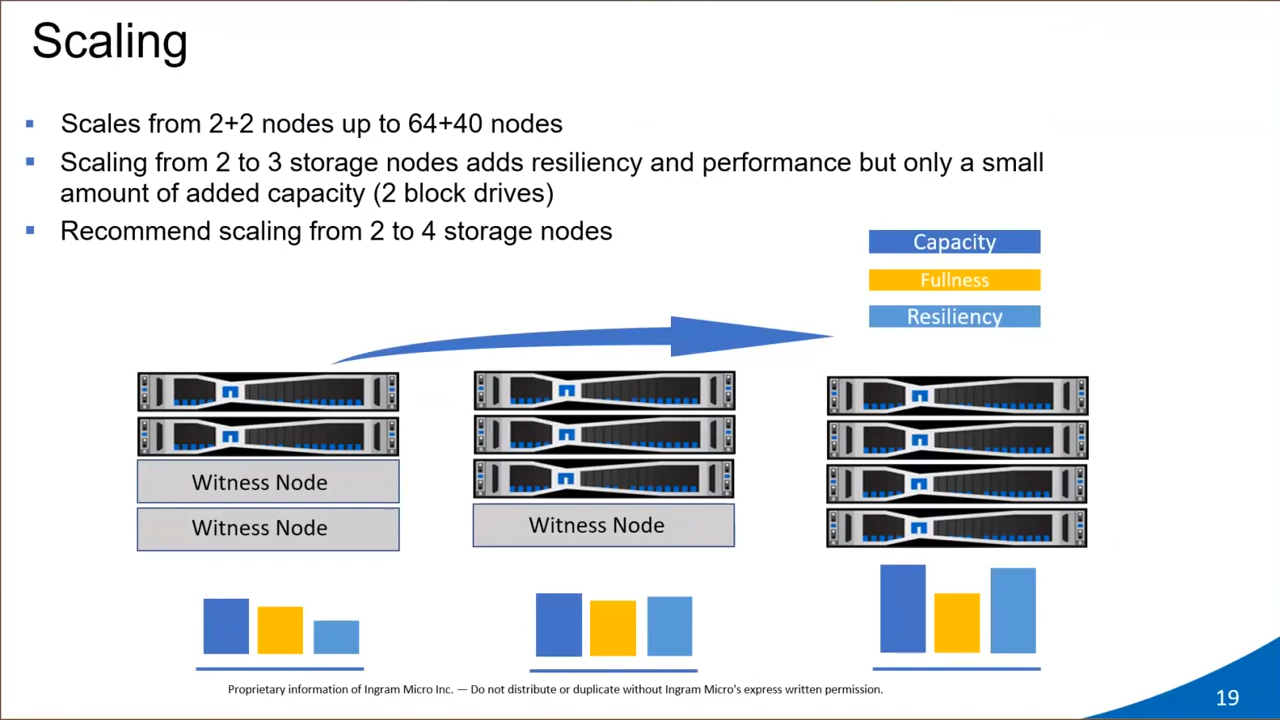 Scaling
Scales from 2+2 nodes up to 64+40 nodes
Scaling from 2 to 3 storage nodes adds resiliency and performance but only a small
amount of added capacity (2 block drives)
Recommend scaling from 2 to 4 storage nodes
Capacity
Fullness
Resiliency
Witness Node
Witness Node
Witness Node
Proprietary information of Ingram Micro Inc. — Do not distribute or duplicate without Ingram Micro's express written permission.
19